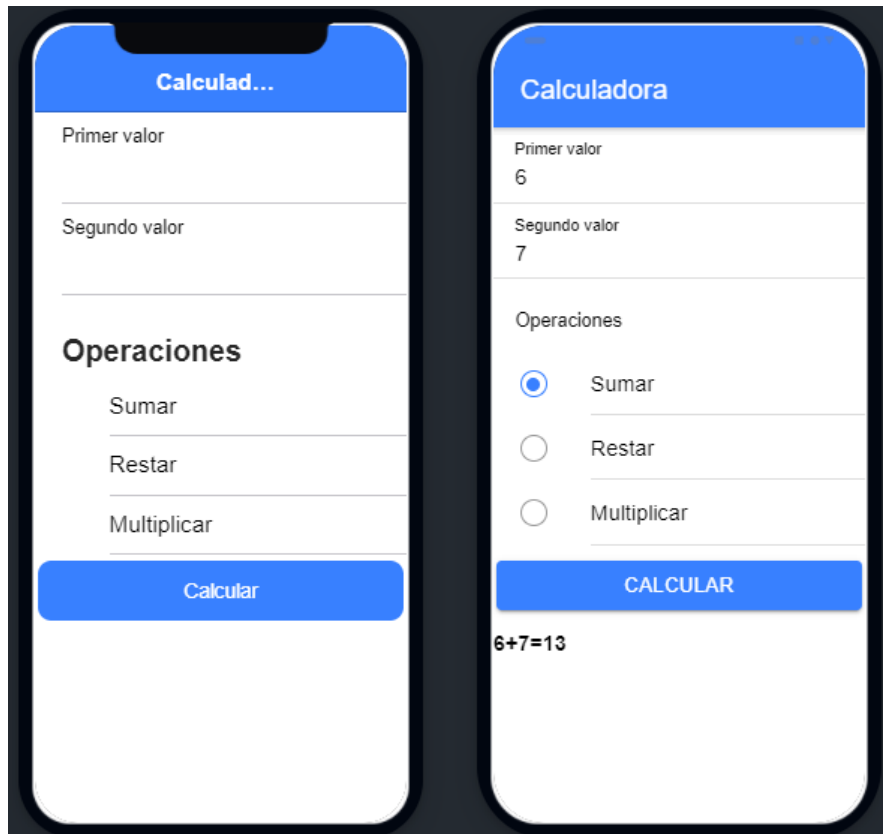 Calculad...
Primer valor
Segundo valor
Operaciones
Sumar
Restar
Multiplicar
Calcular
Calculadora
Primer valor
6
Segundo valor
7
Operaciones
Sumar
Restar
Multiplicar
CALCULAR
6+7=13